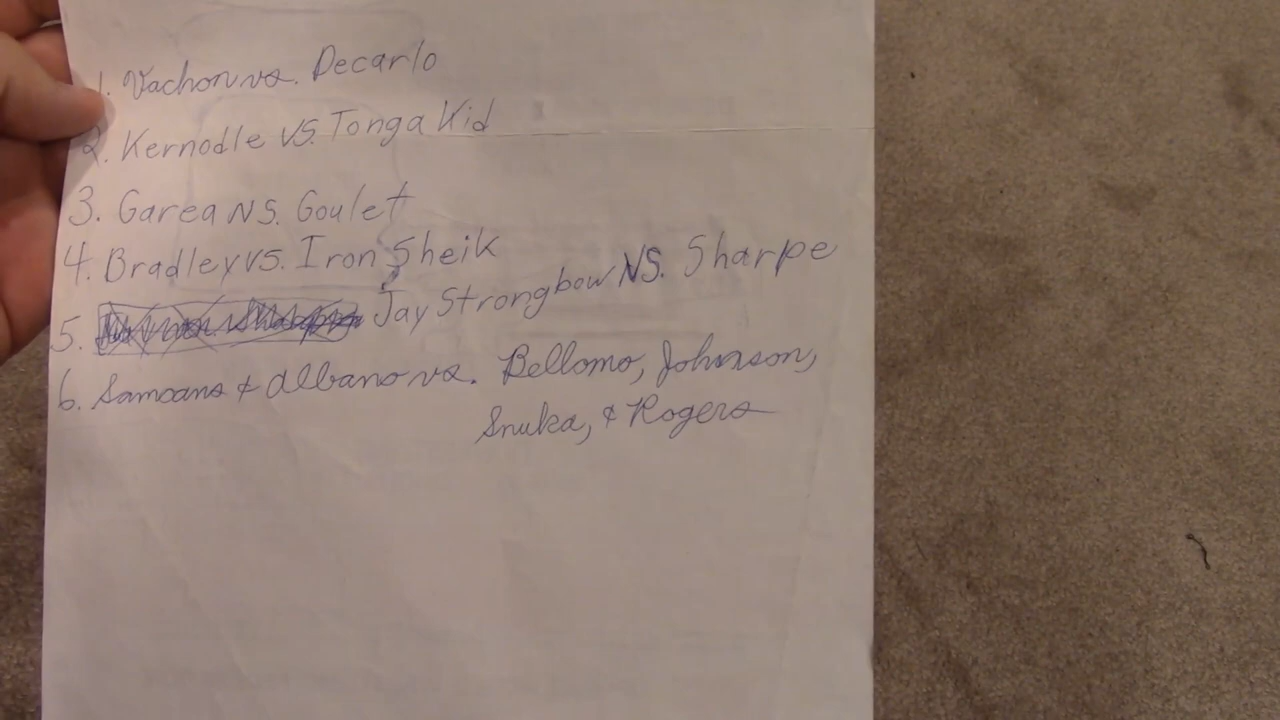 1. Vachon vs. Decarlo
2. Kernodle VS. Tonga Kid
3. Garea VS. Goulet
4. Bradley VS. Iron Sheik
5. Jay Strongbow VS. Sharpe
6. Samoans & Albano vs. Bellomo, Johnson,
Snuka, & Rogers